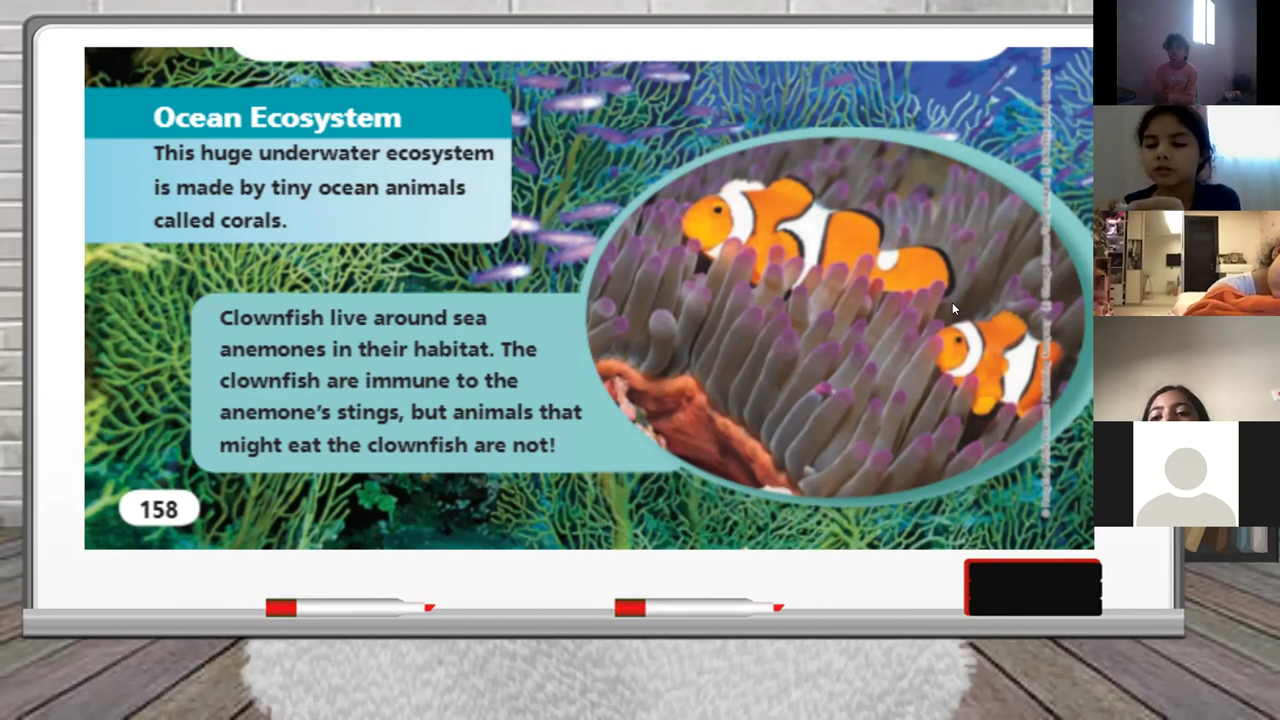 Ocean Ecosystem
This huge underwater ecosystem
is made by tiny ocean animals
called corals.
Clownfish live around sea
anemones in their habitat. The
clownfish are immune to the
anemone's stings, but animals that
might eat the clownfish are not!
158